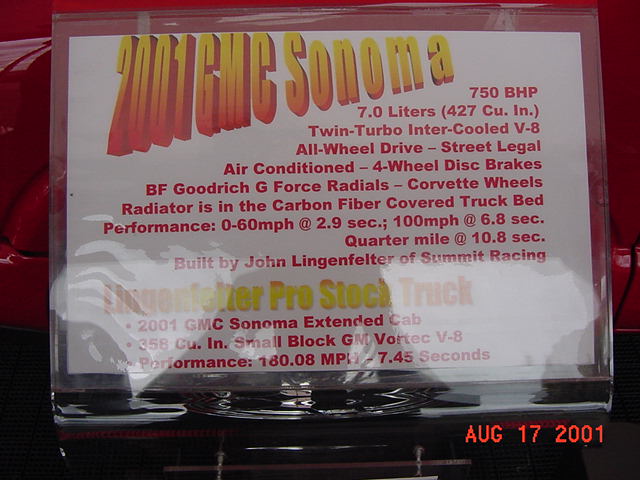 2001 GMC Sonoma
750 BHP
7.0 Liters (427 Cu. In.)
Twin-Turbo Inter-Cooled V-8
All-Wheel Drive – Street Legal
Air Conditioned – 4-Wheel Disc Brakes
BF Goodrich G Force Radials – Corvette Wheels
Radiator is in the Carbon Fiber Covered Truck Bed
Performance: 0-60mph @ 2.9 sec.; 100mph @ 6.8 sec.
Quarter mile @ 10.8 sec.
Built by John Lingenfelter of Summit Racing
Lingenfelter Pro Stock Truck
• 2001 GMC Sonoma Extended Cab
• 358 Cu. In. Small Block GM Vortec V-8
• Performance: 180.08 MPH – 7.45 Seconds
AUG 17 2001